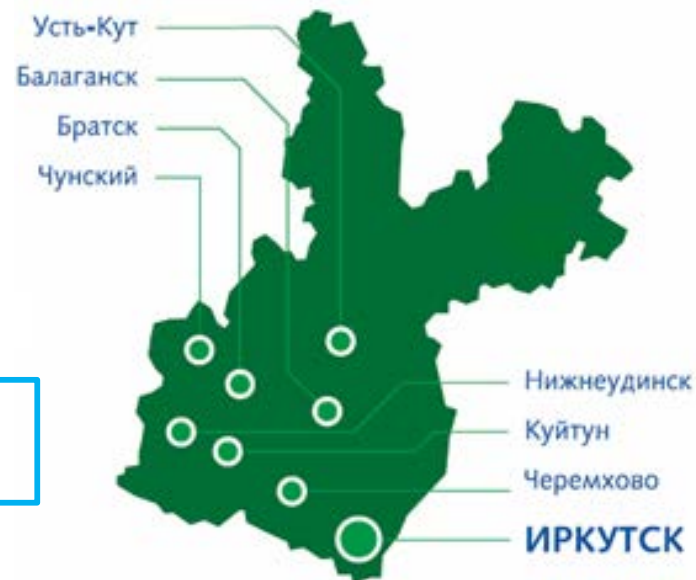 Усть-Кут
Балаганск
Братск
Чунский
Нижнеудинск
Куйтун
Черемхово
ИРКУТСК